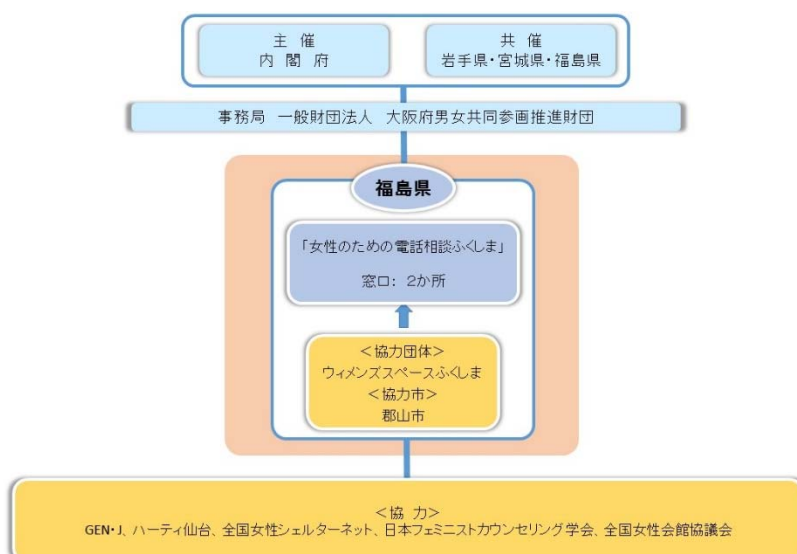 主 催
内 閣 府
共 催
岩手県・宮城県・福島県
事務局 一般財団法人 大阪府男女共同参画推進財団
福島県
「女性のための電話相談ふくしま」
窓口: 2か所
＜協力団体＞
ウィメンズスペースふくしま
＜協力市＞
郡山市
＜協 力＞
GEN・J、ハーティ仙台、全国女性シェルターネット、日本フェミニストカウンセリング学会、全国女性会館協議会